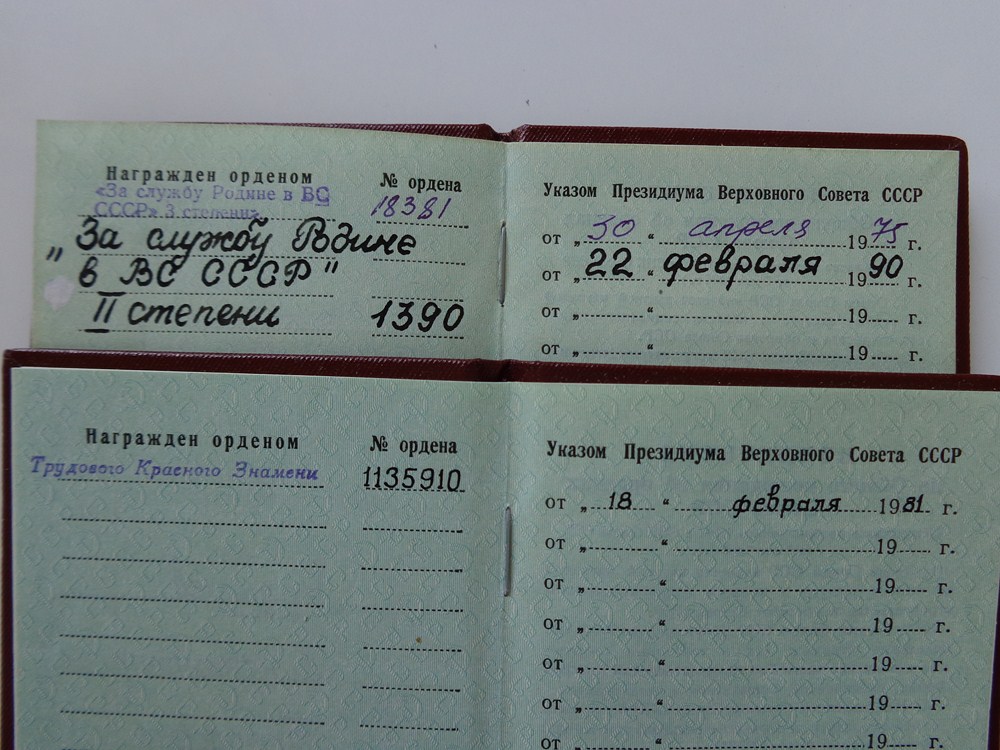 Награжден орденом № ордена
«За службу Родине в ВС
СССР» 3 степени» 18381
„За службу Родине
в ВС СССР"
II степени 1390
Указом Президиума Верховного Совета СССР
от „30“ апреля 1975 г.
от „22“ февраля 1990 г.
от „ “ 19 г.
от „ “ 19 г.
Награжден орденом № ордена
Трудового Красного Знамени 1135910
Указом Президиума Верховного Совета СССР
от „18“ февраля 1981 г.
от „ “ 19 г.
от „ “ 19 г.
от „ “ 19 г.
от „ “ 19 г.
от „ “ 19 г.
от „ “ 19 г.